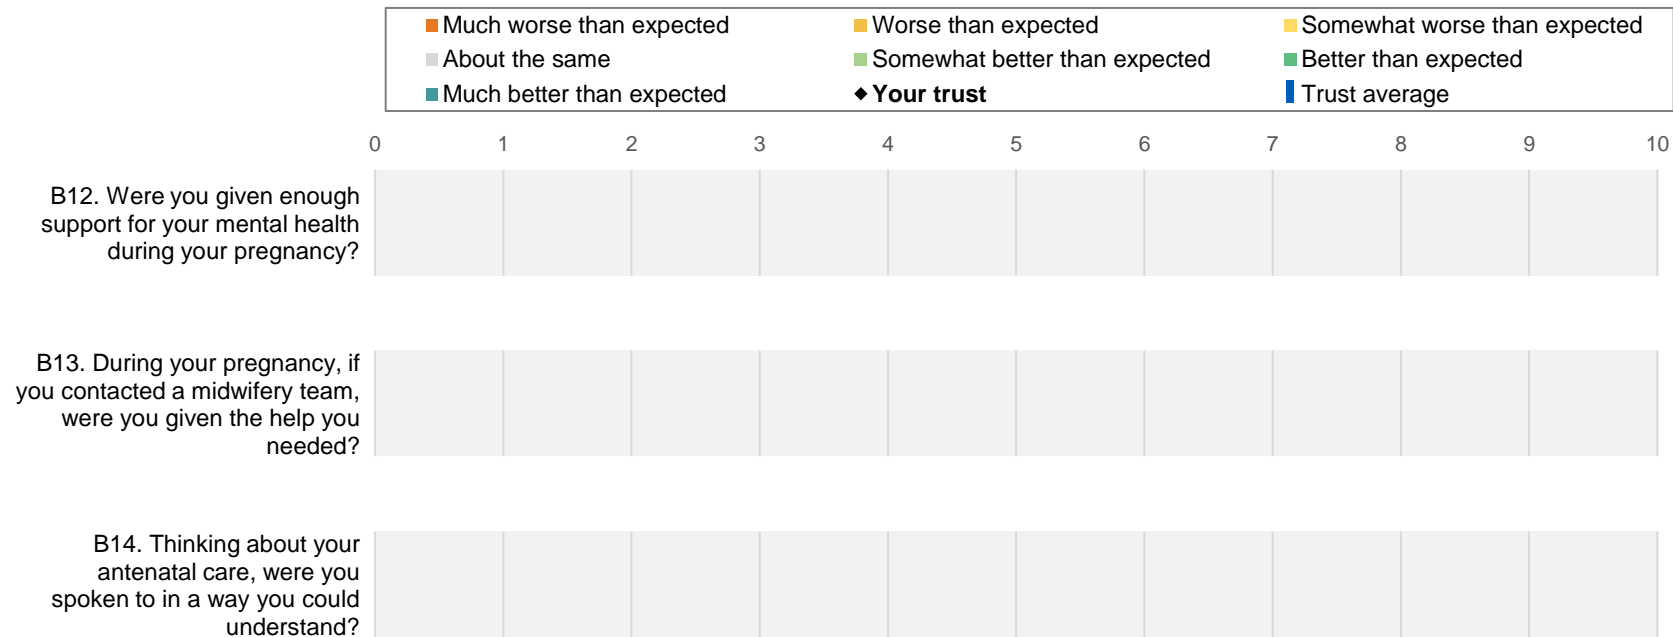 Much worse than expected Worse than expected Somewhat worse than expected
About the same Somewhat better than expected Better than expected
Much better than expected Your trust Trust average
0 1 2 3 4 5 6 7 8 9 10
B12. Were you given enough
support for your mental health
during your pregnancy?
B13. During your pregnancy, if
you contacted a midwifery team,
were you given the help you
needed?
B14. Thinking about your
antenatal care, were you
spoken to in a way you could
understand?